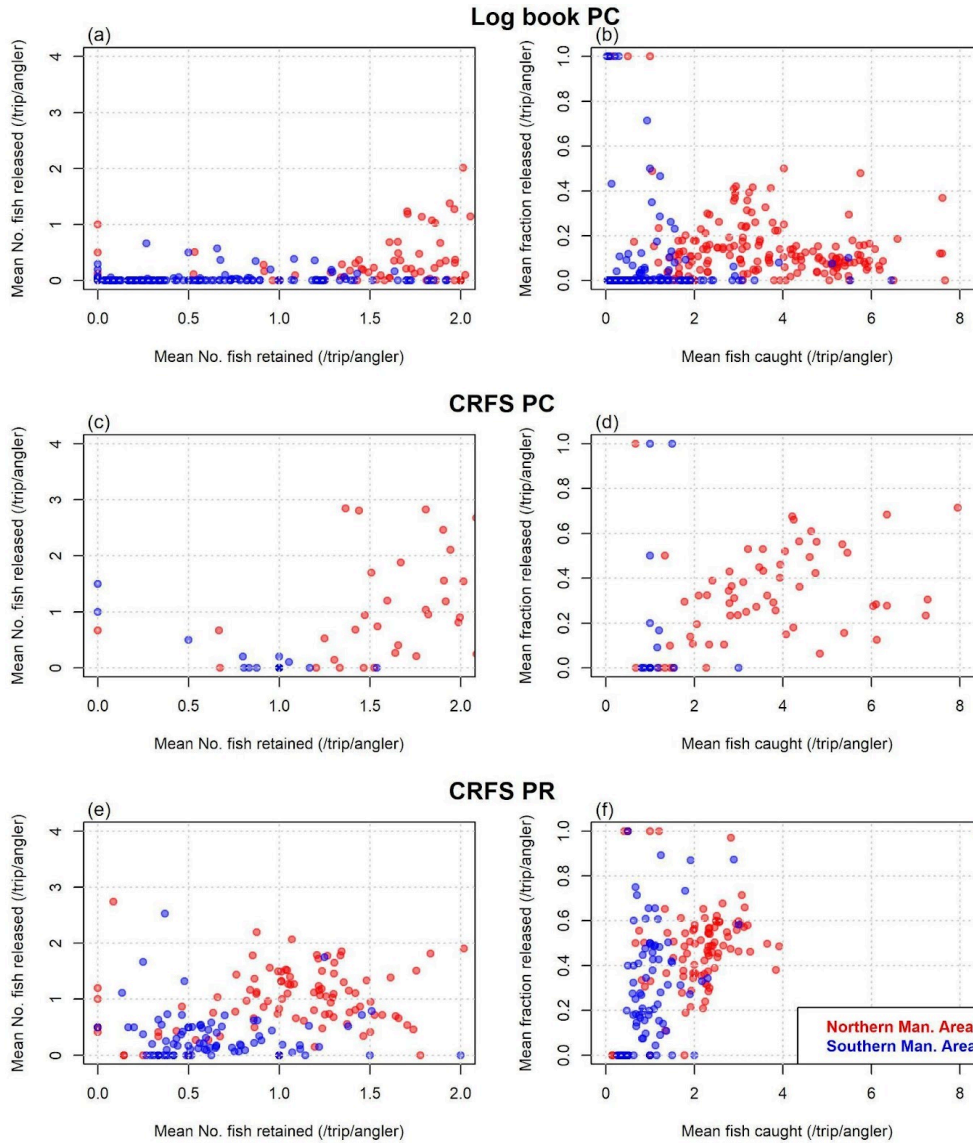 Log book PC
(a)
(b)
Mean No. fish released (/trip/angler)
0 1 2 3 4
0.0 0.5 1.0 1.5 2.0
Mean No. fish retained (/trip/angler)
Mean fraction released (/trip/angler)
0.0 0.2 0.4 0.6 0.8 1.0
0 2 4 6 8
Mean fish caught (/trip/angler)
CRFS PC
(c)
(d)
Mean No. fish released (/trip/angler)
0 1 2 3 4
0.0 0.5 1.0 1.5 2.0
Mean No. fish retained (/trip/angler)
Mean fraction released (/trip/angler)
0.0 0.2 0.4 0.6 0.8 1.0
0 2 4 6 8
Mean fish caught (/trip/angler)
CRFS PR
(e)
(f)
Mean No. fish released (/trip/angler)
0 1 2 3 4
0.0 0.5 1.0 1.5 2.0
Mean No. fish retained (/trip/angler)
Mean fraction released (/trip/angler)
0.0 0.2 0.4 0.6 0.8 1.0
0 2 4 6 8
Mean fish caught (/trip/angler)
Northern Man. Area
Southern Man. Area